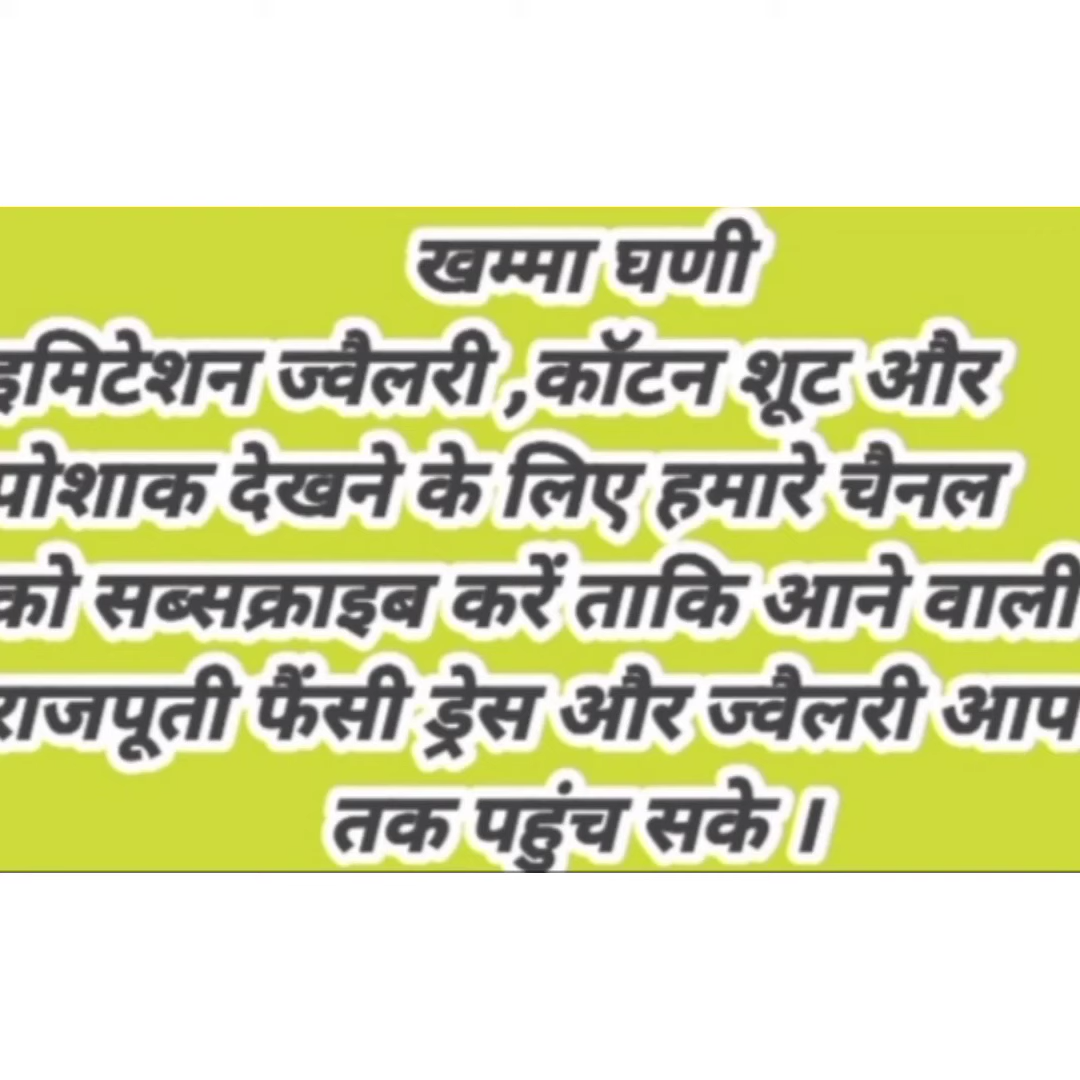 खम्मा घणी
इमिटेशन ज्वैलरी ,कॉटन शूट और
पोशाक देखने के लिए हमारे चैनल
को सब्सक्राइब करें ताकि आने वाली
राजपूती फैंसी ड्रेस और ज्वैलरी आप
तक पहुंच सके ।